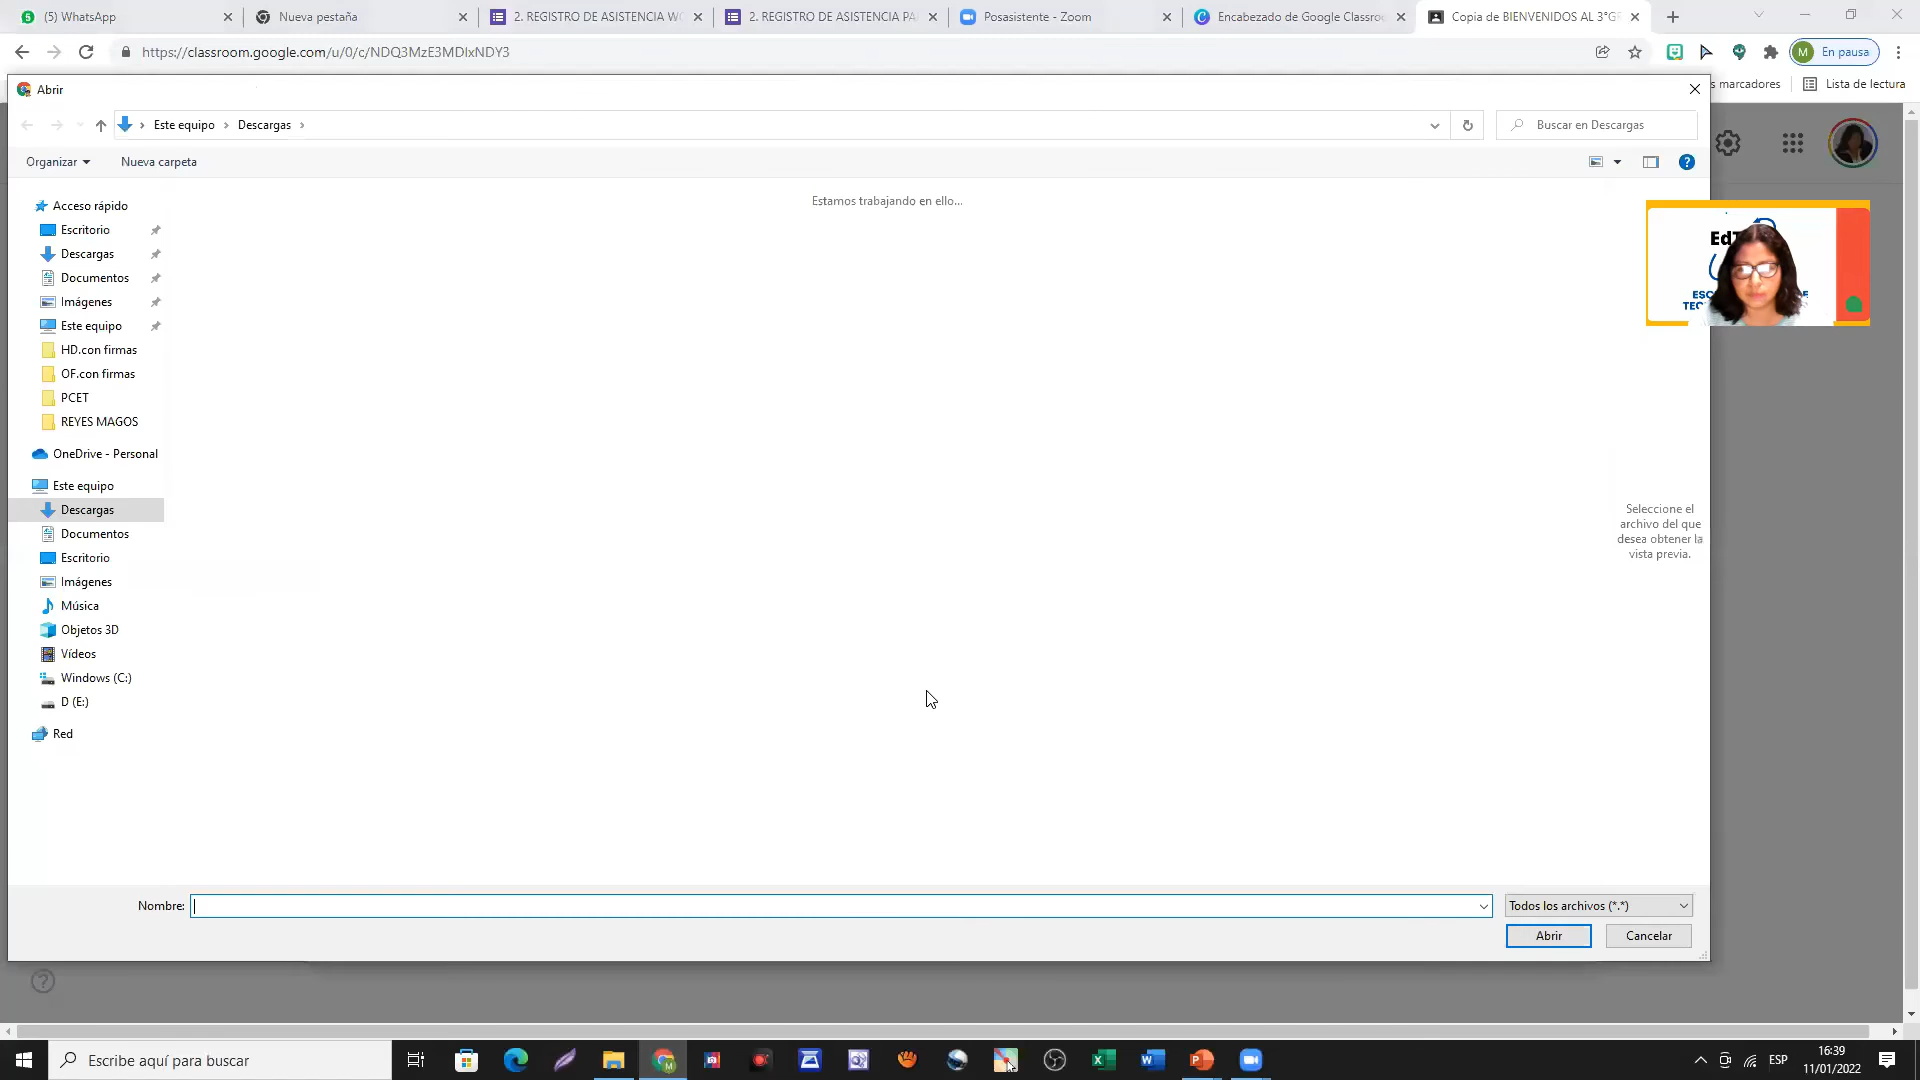 (5) WhatsApp
Nueva pestaña
2. REGISTRO DE ASISTENCIA WO
2. REGISTRO DE ASISTENCIA PA
Posasistente - Zoom
Encabezado de Google Classroo
Copia de BIENVENIDOS AL 3°GR
https://classroom.google.com/u/0/c/NDQ3MzE3MDIxNDY3
M
En pausa
s marcadores
Lista de lectura
Abrir
Este equipo
Descargas
Buscar en Descargas
Organizar
Nueva carpeta
Estamos trabajando en ello...
Acceso rápido
Escritorio
Descargas
Documentos
Imágenes
Este equipo
HD.con firmas
OF.con firmas
PCET
REYES MAGOS
OneDrive - Personal
Este equipo
Descargas
Documentos
Escritorio
Imágenes
Música
Objetos 3D
Vídeos
Windows (C:)
D (E:)
Red
Seleccione el
archivo del que
desea obtener la
vista previa.
Nombre:
Todos los archivos (*.*)
Abrir
Cancelar
Escribe aquí para buscar
ESP
16:39
11/01/2022